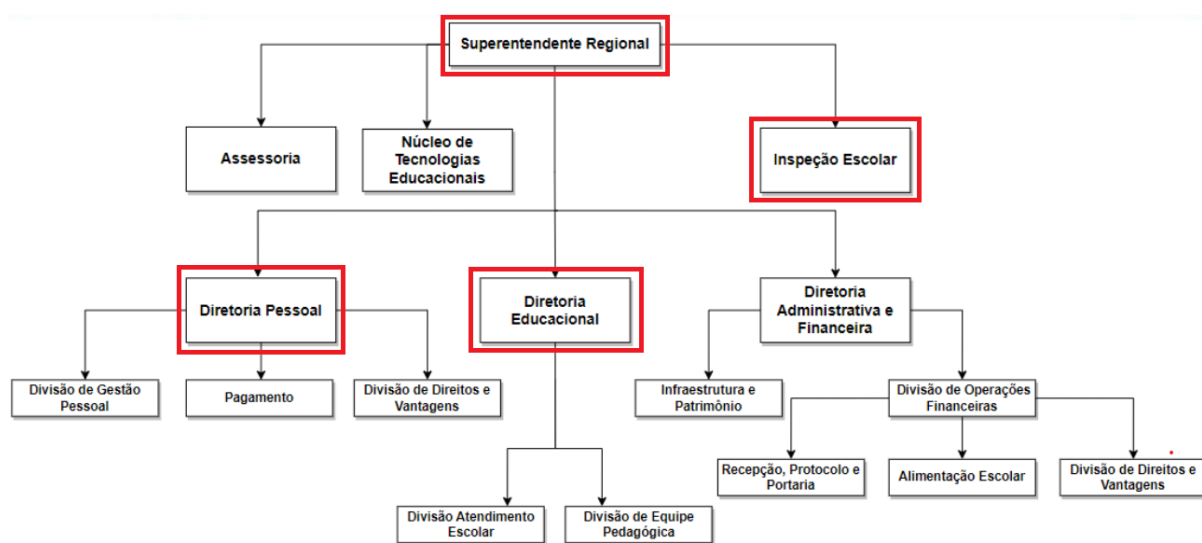 Superentendente Regional
Assessoria
Núcleo de
Tecnologias
Educacionais
Inspeção Escolar
Diretoria Pessoal
Diretoria
Educacional
Diretoria
Administrativa e
Financeira
Divisão de Gestão
Pessoal
Pagamento
Divisão de Direitos e
Vantagens
Infraestrutura e
Patrimônio
Divisão de Operações
Financeiras
Recepção, Protocolo e
Portaria
Alimentação Escolar
Divisão de Direitos e
Vantagens
Divisão Atendimento
Escolar
Divisão de Equipe
Pedagógica